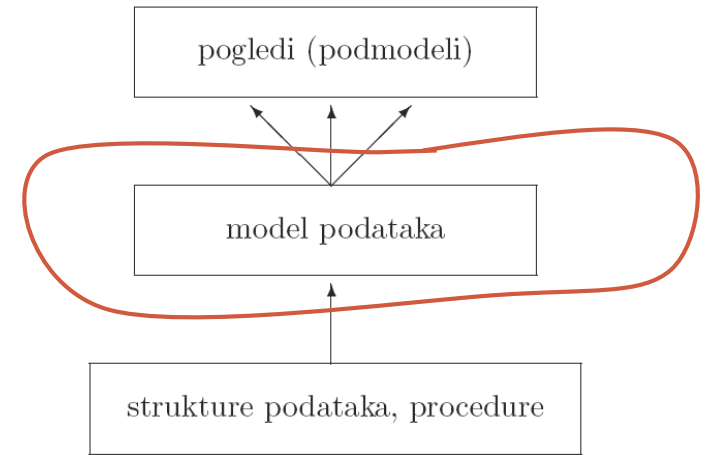 pogledi (podmodeli)
model podataka
strukture podataka, procedure